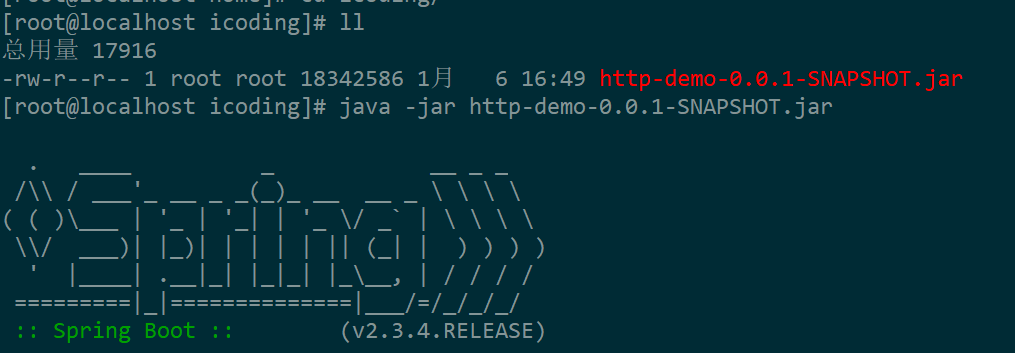 [root@localhost icoding]# ll
总用量 17916
-rw-r--r-- 1 root root 18342586 1月   6 16:49 http-demo-0.0.1-SNAPSHOT.jar
[root@localhost icoding]# java -jar http-demo-0.0.1-SNAPSHOT.jar

  .   ____          _            __ _ _
 /\\ / ___'_ __ _ _(_)_ __  __ _ \ \ \ \
( ( )\___ | '_ | '_| | '_ \/ _` | \ \ \ \
 \\/  ___)| |_)| | | | | || (_| |  ) ) ) )
  '  |____| .__|_| |_|_| |_\__, | / / / /
 =========|_|==============|___/=/_/_/_/
 :: Spring Boot ::        (v2.3.4.RELEASE)